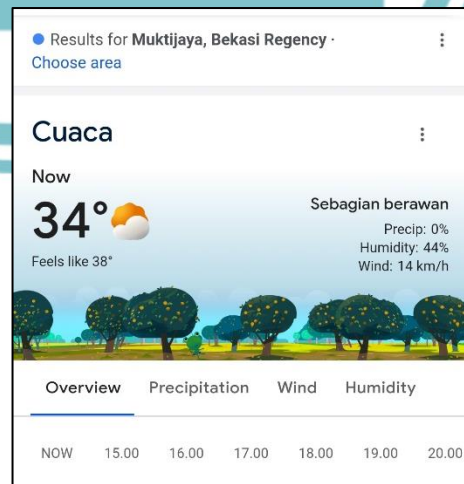 Results for Muktijaya, Bekasi Regency ·
Choose area
Cuaca
Now
34°
Feels like 38°
Sebagian berawan
Precip: 0%
Humidity: 44%
Wind: 14 km/h
Overview Precipitation Wind Humidity
NOW 15.00 16.00 17.00 18.00 19.00 20.00